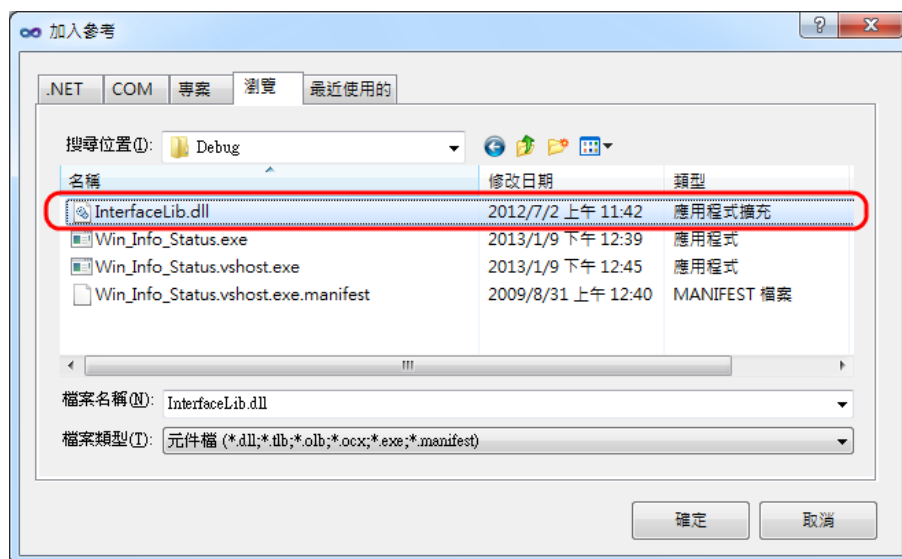 加入參考
.NET COM 專案 瀏覽 最近使用的
搜尋位置(I): Debug
名稱 修改日期 類型
InterfaceLib.dll 2012/7/2 上午 11:42 應用程式擴充
Win_Info_Status.exe 2013/1/9 下午 12:39 應用程式
Win_Info_Status.vshost.exe 2013/1/9 下午 12:45 應用程式
Win_Info_Status.vshost.exe.manifest 2009/8/31 上午 12:40 MANIFEST 檔案
檔案名稱(N): InterfaceLib.dll
檔案類型(T): 元件檔 (*.dll;*.tlb;*.olb;*.ocx;*.exe;*.manifest)
確定 取消